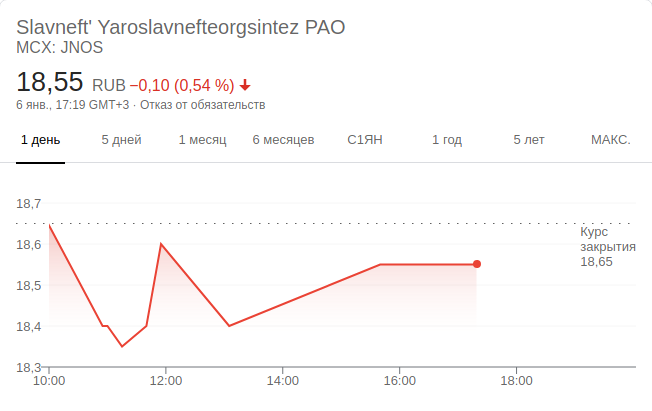 Slavneft' Yaroslavnefteorgsintez PAO
MCX: JNOS
18,55 RUB −0,10 (0,54 %)
6 янв., 17:19 GMT+3 · Отказ от обязательств
1 день 5 дней 1 месяц 6 месяцев С1ЯН 1 год 5 лет МАКС.
18,7
18,6
18,5
18,4
18,3
Курс
закрытия
18,65
10:00 12:00 14:00 16:00 18:00